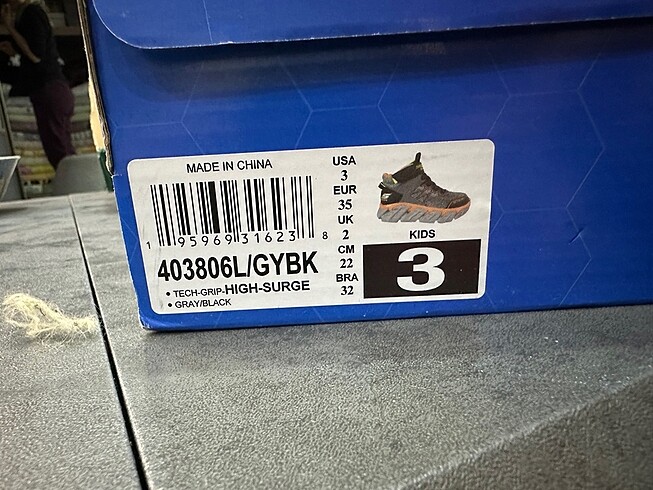 MADE IN CHINA
1 95969 31623 8
403806L/GYBK
• TECH-GRIP-HIGH-SURGE
• GRAY/BLACK
USA
3
EUR
35
UK
2
CM
22
BRA
32
KIDS
3